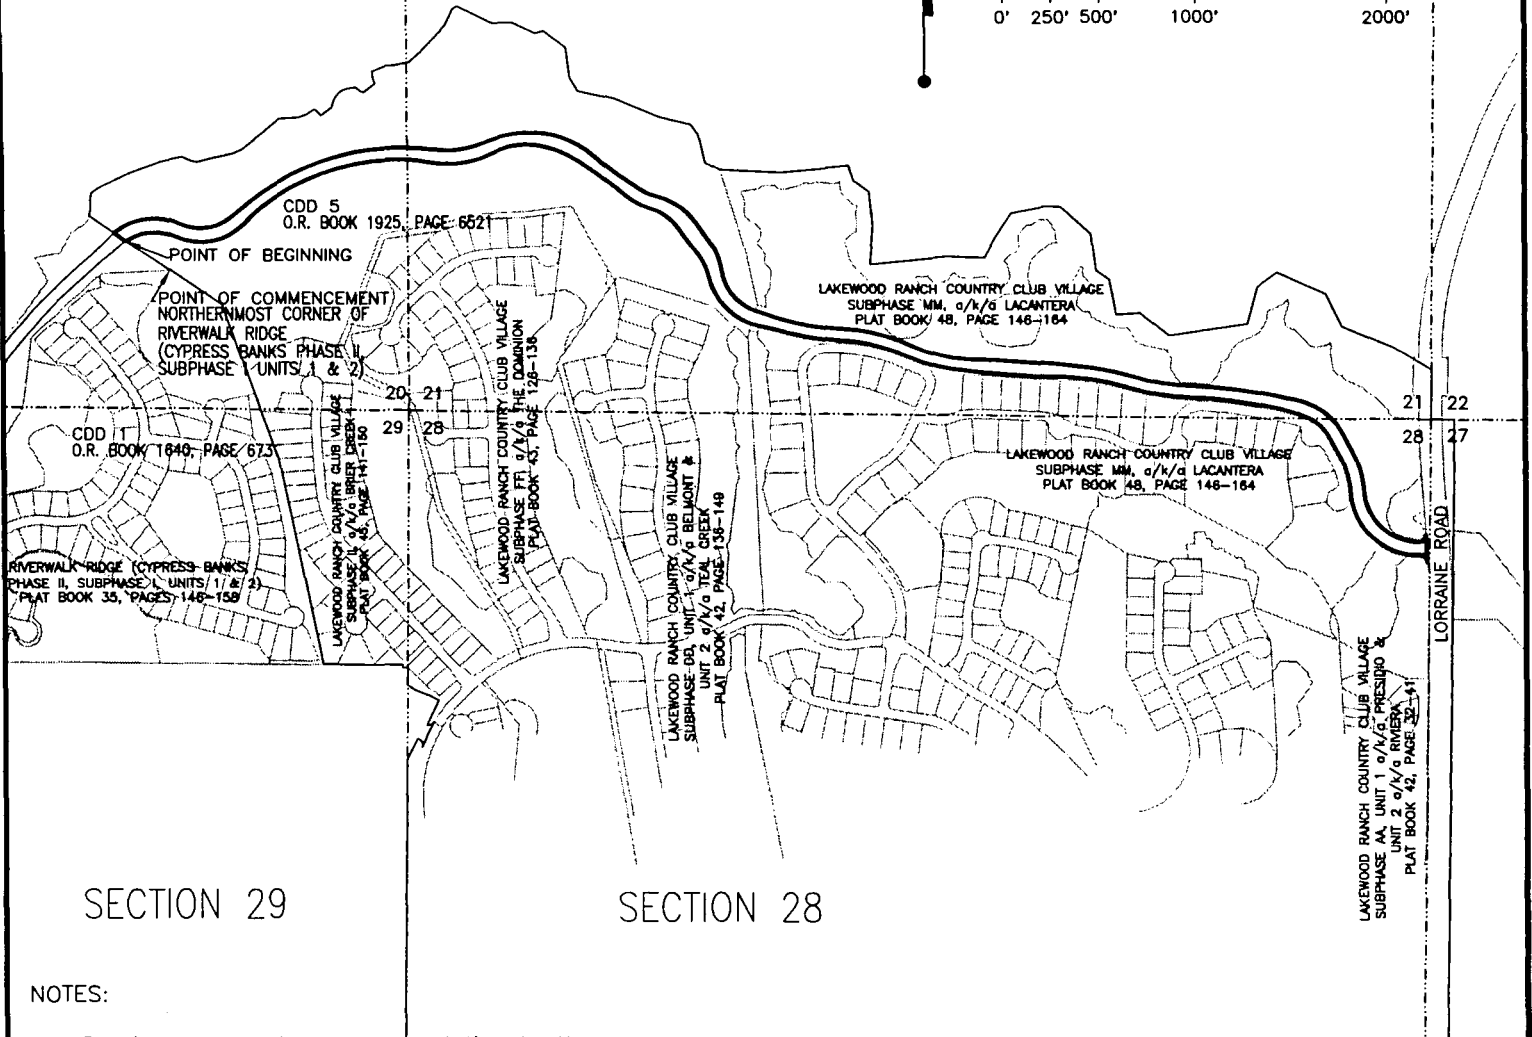 0' 250' 500' 1000' 2000'
CDD 5
O.R. BOOK 1925, PAGE 6521
POINT OF BEGINNING
POINT OF COMMENCEMENT
NORTHERNMOST CORNER OF
RIVERWALK RIDGE
(CYPRESS BANKS PHASE II,
SUBPHASE I UNITS 1 & 2)
LAKEWOOD RANCH COUNTRY CLUB VILLAGE
SUBPHASE MM, a/k/a LACANTERA
PLAT BOOK 48, PAGE 146-164
LAKEWOOD RANCH COUNTRY CLUB VILLAGE
SUBPHASE FF, a/k/a THE DOMINION
PLAT BOOK 43, PAGE 126-138
20 21
29 28
21 22
28 27
CDD 1
O.R. BOOK 1640, PAGE 673
LAKEWOOD RANCH COUNTRY CLUB VILLAGE
SUBPHASE II, a/k/a BRIER CREEK
PLAT BOOK 45, PAGE 141-150
LAKEWOOD RANCH COUNTRY CLUB VILLAGE
SUBPHASE MM, a/k/a LACANTERA
PLAT BOOK 48, PAGE 146-164
LAKEWOOD RANCH COUNTRY CLUB VILLAGE
SUBPHASE DD, UNIT 1 a/k/a BELMONT &
UNIT 2 a/k/a TEAL CREEK
PLAT BOOK 42, PAGE 136-149
LORRAINE ROAD
RIVERWALK RIDGE (CYPRESS BANKS
PHASE II, SUBPHASE I, UNITS 1 & 2)
PLAT BOOK 35, PAGES 146-158
LAKEWOOD RANCH COUNTRY CLUB VILLAGE
SUBPHASE AA, UNIT 1 a/k/a PRESIDIO &
UNIT 2 a/k/a RIVIERA
PLAT BOOK 42, PAGE 32-41
SECTION 29
SECTION 28
NOTES: